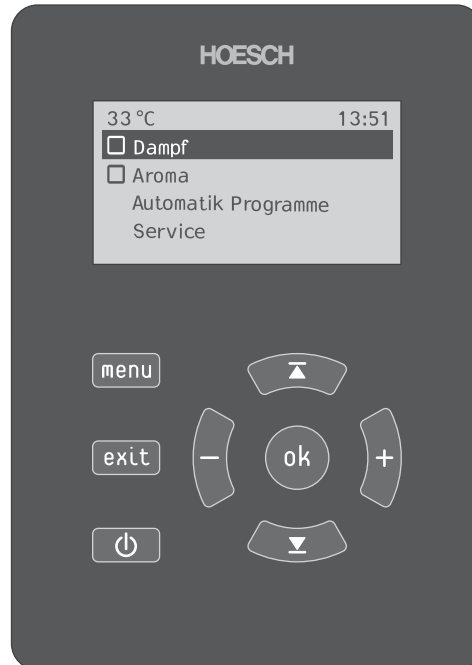 HOESCH
33 °C 13:51
Dampf
Aroma
Automatik Programme
Service
menu
exit
ok
- +